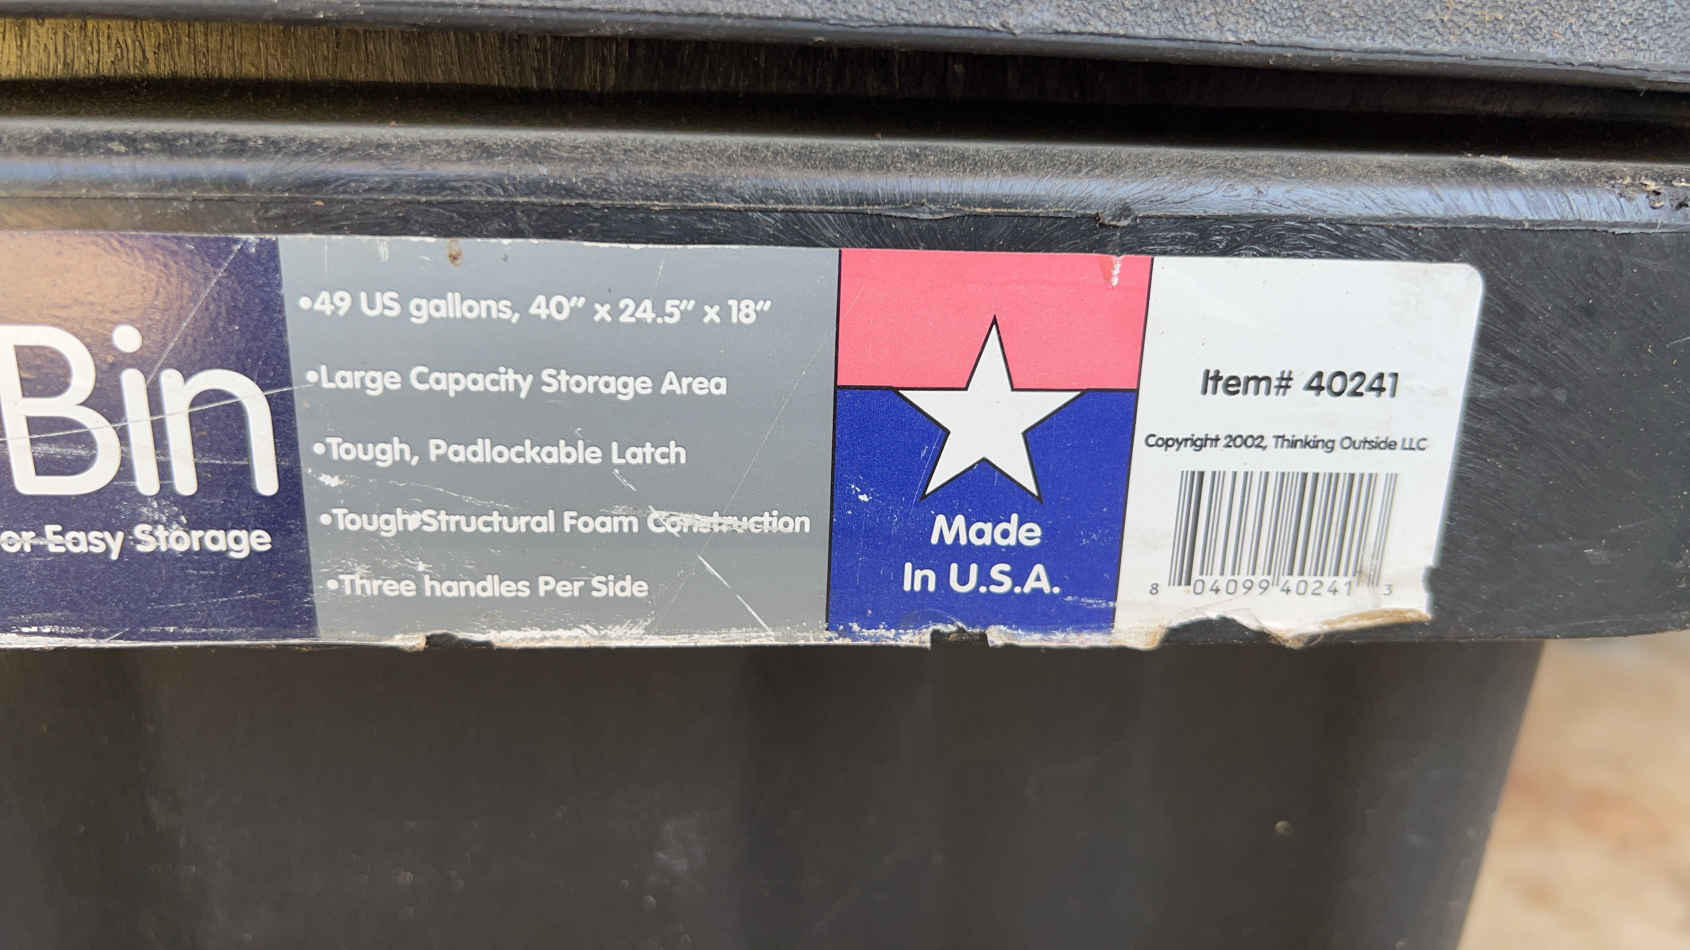 Bin
or Easy Storage
•49 US gallons, 40″ x 24.5″ x 18″
•Large Capacity Storage Area
•Tough, Padlockable Latch
•Tough Structural Foam Construction
•Three handles Per Side
Made
In U.S.A.
Item# 40241
Copyright 2002, Thinking Outside LLC
8 04099 40241 3